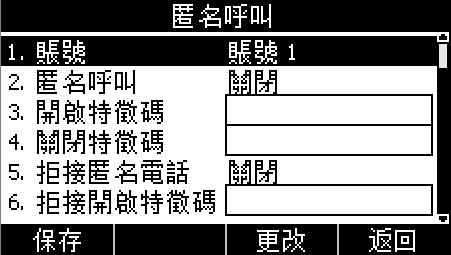 匿名呼叫
1. 賬號 賬號 1
2. 匿名呼叫 關閉
3. 開啟特徵碼
4. 關閉特徵碼
5. 拒接匿名電話 關閉
6. 拒接開啟特徵碼
保存 更改 返回